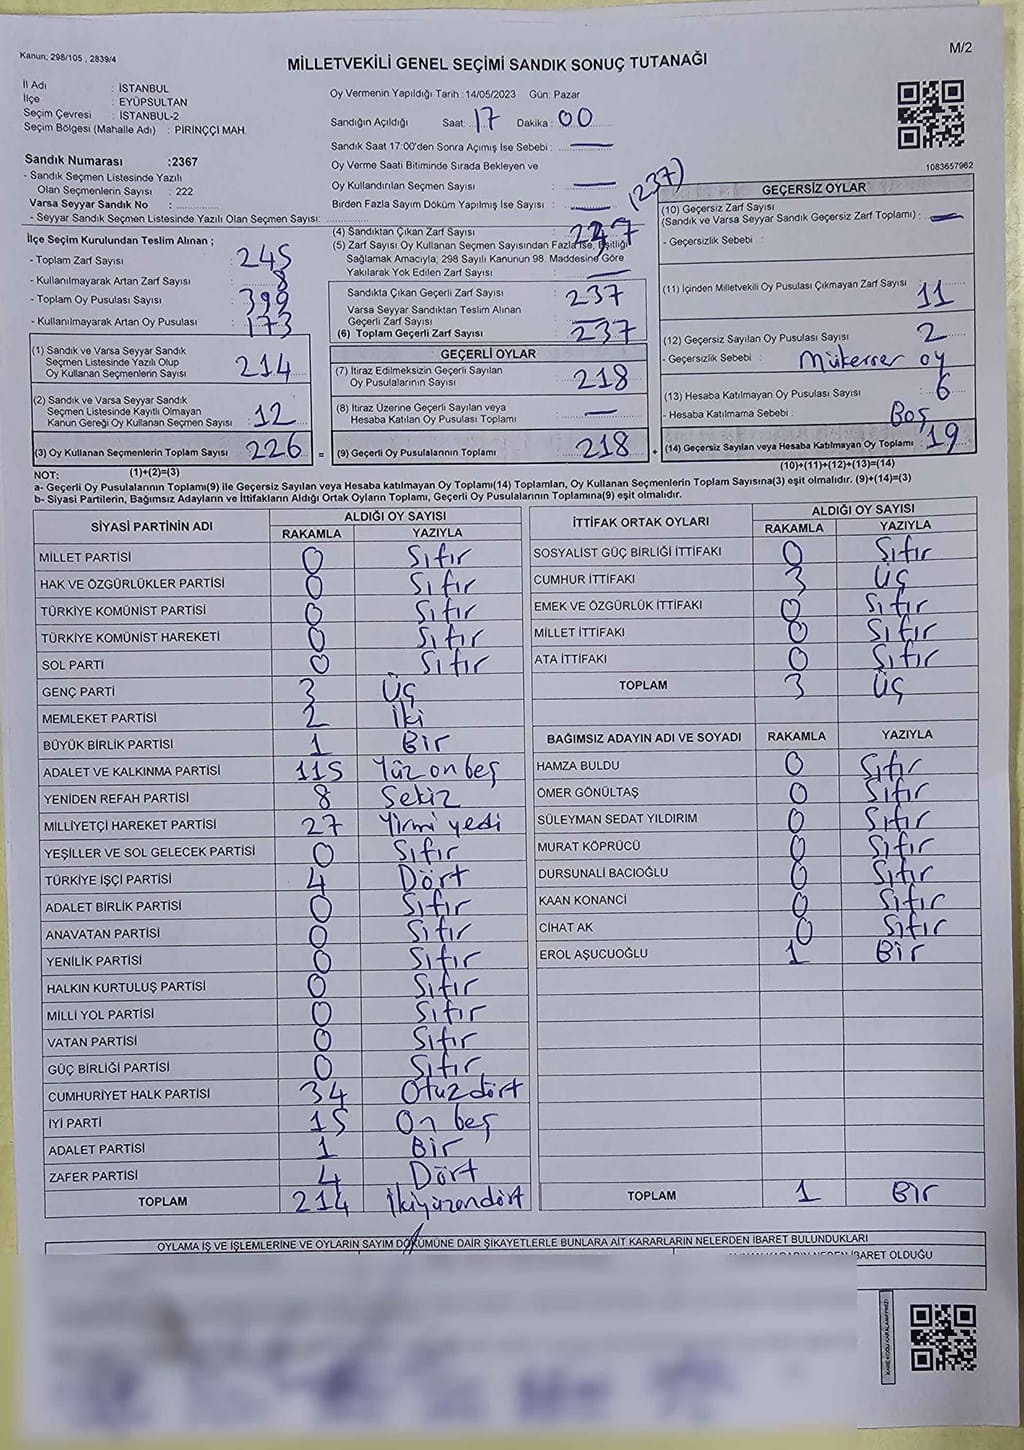 Kanun; 298/105 , 2839/4
M/2
MİLLETVEKİLİ GENEL SEÇİMİ SANDIK SONUÇ TUTANAĞI
İl Adı : İSTANBUL
İlçe : EYÜPSULTAN
Seçim Çevresi : İSTANBUL-2
Seçim Bölgesi (Mahalle Adı) : PİRİNÇÇİ MAH.
Sandık Numarası :2367
- Sandık Seçmen Listesinde Yazılı
Olan Seçmenlerin Sayısı : 222
Varsa Seyyar Sandık No :
- Seyyar Sandık Seçmen Listesinde Yazılı Olan Seçmen Sayısı:
Oy Vermenin Yapıldığı Tarih : 14/05/2023 Gün: Pazar
Sandığın Açıldığı Saat: 17 Dakika : 00
Sandık Saat 17:00'den Sonra Açımış İse Sebebi : —
Oy Verme Saati Bitiminde Sırada Bekleyen ve
Oy Kullandırılan Seçmen Sayısı : —
Birden Fazla Sayım Döküm Yapılmış İse Sayısı : —
1083657962
İlçe Seçim Kurulundan Teslim Alınan ;
- Toplam Zarf Sayısı : 245
- Kullanılmayarak Artan Zarf Sayısı : 8
- Toplam Oy Pusulası Sayısı : 399
- Kullanılmayarak Artan Oy Pusulası : 173
(1) Sandık ve Varsa Seyyar Sandık
Seçmen Listesinde Yazılı Olup
Oy Kullanan Seçmenlerin Sayısı : 214
(2) Sandık ve Varsa Seyyar Sandık
Seçmen Listesinde Kayıtlı Olmayan
Kanun Gereği Oy Kullanan Seçmen Sayısı : 12
(3) Oy Kullanan Seçmenlerin Toplam Sayısı : 226
(1)+(2)=(3)
(237)
(4) Sandıktan Çıkan Zarf Sayısı : 237
(5) Zarf Sayısı Oy Kullanan Seçmen Sayısından Fazla İse, Eşitliği
Sağlamak Amacıyla, 298 Sayılı Kanunun 98. Maddesine Göre
Yakılarak Yok Edilen Zarf Sayısı : —
Sandıkta Çıkan Geçerli Zarf Sayısı : 237
Varsa Seyyar Sandıktan Teslim Alınan
Geçerli Zarf Sayısı : —
(6) Toplam Geçerli Zarf Sayısı : 237
GEÇERLİ OYLAR
(7) İtiraz Edilmeksizin Geçerli Sayılan
Oy Pusulalarının Sayısı : 218
(8) İtiraz Üzerine Geçerli Sayılan veya
Hesaba Katılan Oy Pusulası Toplamı : —
= (9) Geçerli Oy Pusulalarının Toplamı : 218 +
GEÇERSİZ OYLAR
(10) Geçersiz Zarf Sayısı
(Sandık ve Varsa Seyyar Sandık Geçersiz Zarf Toplamı) : —
- Geçersizlik Sebebi :
(11) İçinden Milletvekili Oy Pusulası Çıkmayan Zarf Sayısı : 11
(12) Geçersiz Sayılan Oy Pusulası Sayısı : 2
- Geçersizlik Sebebi : Mükerrer oy
(13) Hesaba Katılmayan Oy Pusulası Sayısı : 6
- Hesaba Katılmama Sebebi : Boş
(14) Geçersiz Sayılan veya Hesaba Katılmayan Oy Toplamı : 19
(10)+(11)+(12)+(13)=(14)
NOT:
a- Geçerli Oy Pusulalarının Toplamı(9) ile Geçersiz Sayılan veya Hesaba katılmayan Oy Toplamı(14) Toplamları, Oy Kullanan Seçmenlerin Toplam Sayısına(3) eşit olmalıdır. (9)+(14)=(3)
b- Siyasi Partilerin, Bağımsız Adayların ve İttifakların Aldığı Ortak Oyların Toplamı, Geçerli Oy Pusulalarının Toplamına(9) eşit olmalıdır.
SİYASİ PARTİNİN ADI ALDIĞI OY SAYISI
RAKAMLA YAZIYLA
MİLLET PARTİSİ 0 Sıfır
HAK VE ÖZGÜRLÜKLER PARTİSİ 0 Sıfır
TÜRKİYE KOMÜNİST PARTİSİ 0 Sıfır
TÜRKİYE KOMÜNİST HAREKETİ 0 Sıfır
SOL PARTİ 0 Sıfır
GENÇ PARTİ 3 Üç
MEMLEKET PARTİSİ 2 İki
BÜYÜK BİRLİK PARTİSİ 1 Bir
ADALET VE KALKINMA PARTİSİ 115 Yüz on beş
YENİDEN REFAH PARTİSİ 8 Sekiz
MİLLİYETÇİ HAREKET PARTİSİ 27 Yirmi yedi
YEŞİLLER VE SOL GELECEK PARTİSİ 0 Sıfır
TÜRKİYE İŞÇİ PARTİSİ 4 Dört
ADALET BİRLİK PARTİSİ 0 Sıfır
ANAVATAN PARTİSİ 0 Sıfır
YENİLİK PARTİSİ 0 Sıfır
HALKIN KURTULUŞ PARTİSİ 0 Sıfır
MİLLİ YOL PARTİSİ 0 Sıfır
VATAN PARTİSİ 0 Sıfır
GÜÇ BİRLİĞİ PARTİSİ 0 Sıfır
CUMHURİYET HALK PARTİSİ 34 Otuz dört
İYİ PARTİ 15 On beş
ADALET PARTİSİ 1 Bir
ZAFER PARTİSİ 4 Dört
TOPLAM 214 İkiyüzondört
İTTİFAK ORTAK OYLARI ALDIĞI OY SAYISI
RAKAMLA YAZIYLA
SOSYALİST GÜÇ BİRLİĞİ İTTİFAKI 0 Sıfır
CUMHUR İTTİFAKI 3 Üç
EMEK VE ÖZGÜRLÜK İTTİFAKI 0 Sıfır
MİLLET İTTİFAKI 0 Sıfır
ATA İTTİFAKI 0 Sıfır
TOPLAM 3 Üç
BAĞIMSIZ ADAYIN ADI VE SOYADI RAKAMLA YAZIYLA
HAMZA BULDU 0 Sıfır
ÖMER GÖNÜLTAŞ 0 Sıfır
SÜLEYMAN SEDAT YILDIRIM 0 Sıfır
MURAT KÖPRÜCÜ 0 Sıfır
DURSUNALİ BACIOĞLU 0 Sıfır
KAAN KONANCİ 0 Sıfır
CİHAT AK 0 Sıfır
EROL AŞUCUOĞLU 1 Bir
TOPLAM 1 Bir
OYLAMA İŞ VE İŞLEMLERİNE VE OYLARIN SAYIM DÖKÜMÜNE DAİR ŞİKAYETLERLE BUNLARA AİT KARARLARIN NELERDEN İBARET BULUNDUKLARI
İBARET OLDUĞU